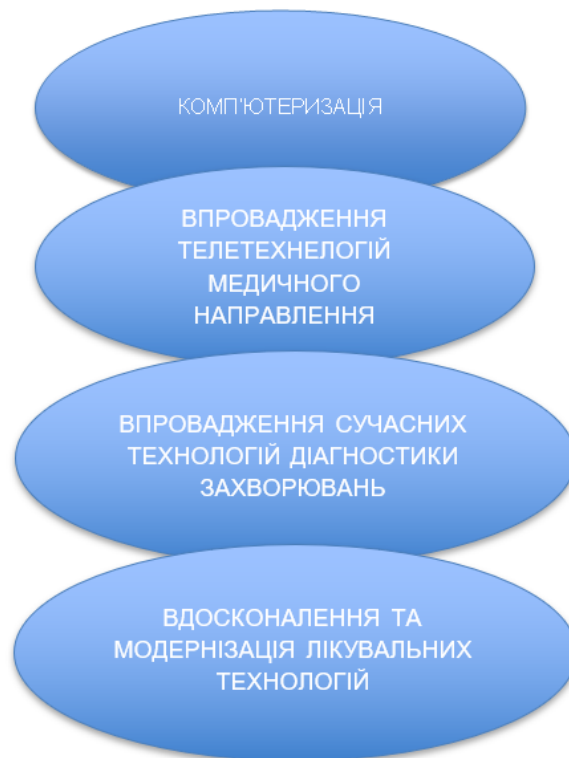 КОМП'ЮТЕРИЗАЦІЯ
ВПРОВАДЖЕННЯ
ТЕЛЕТЕХНЕЛОГІЙ
МЕДИЧНОГО
НАПРАВЛЕННЯ
ВПРОВАДЖЕННЯ СУЧАСНИХ
ТЕХНОЛОГІЙ ДІАГНОСТИКИ
ЗАХВОРЮВАНЬ
ВДОСКОНАЛЕННЯ ТА
МОДЕРНІЗАЦІЯ ЛІКУВАЛЬНИХ
ТЕХНОЛОГІЙ